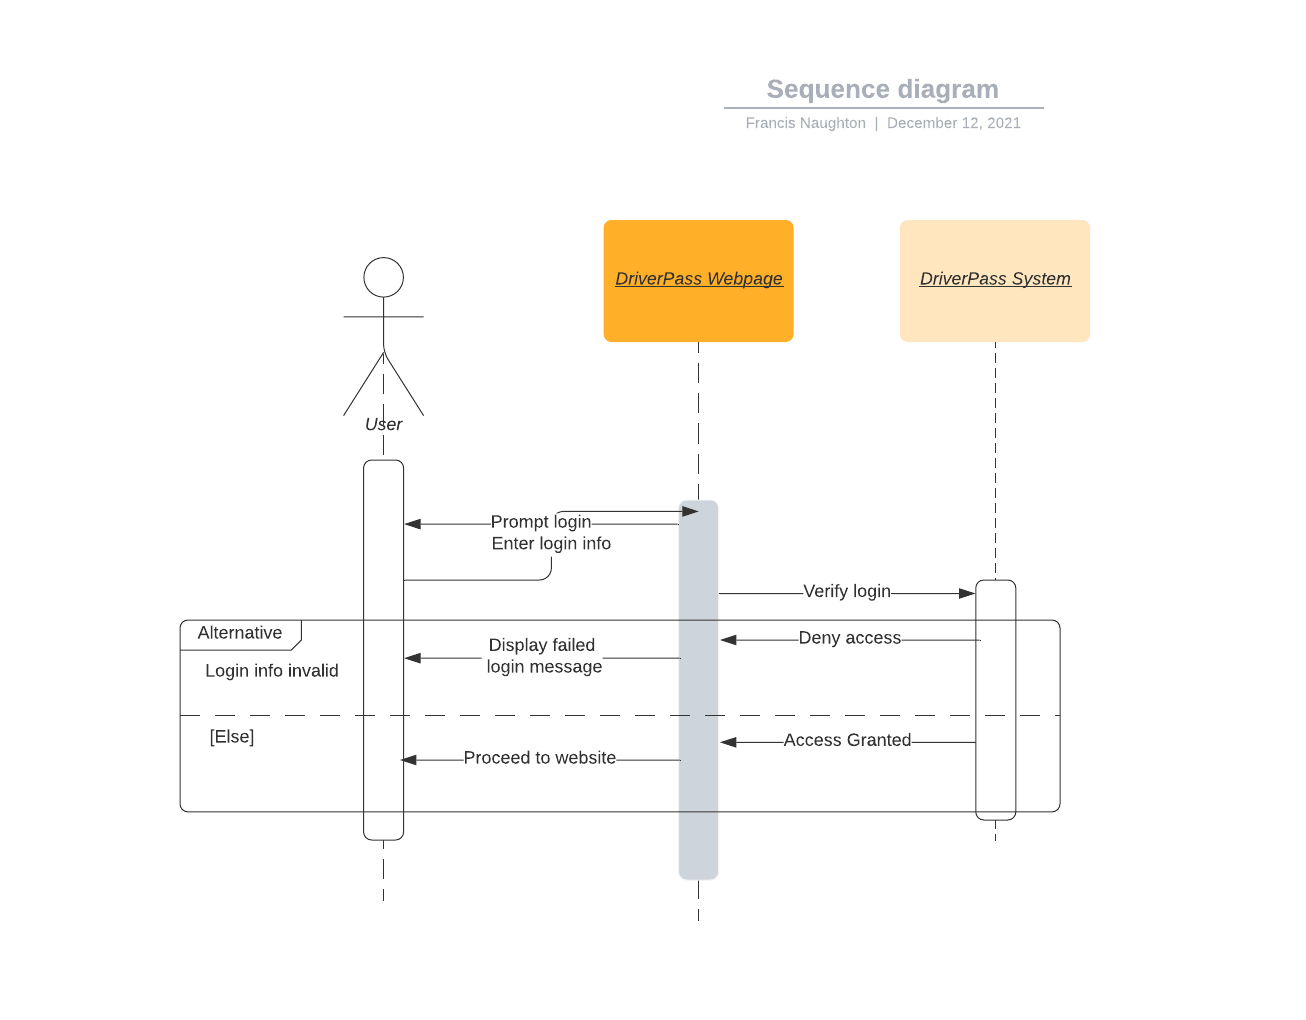 Sequence diagram
Francis Naughton | December 12, 2021
DriverPass Webpage
DriverPass System
User
Prompt login
Enter login info
Verify login
Alternative
Deny access
Display failed
login message
Login info invalid
[Else]
Access Granted
Proceed to website